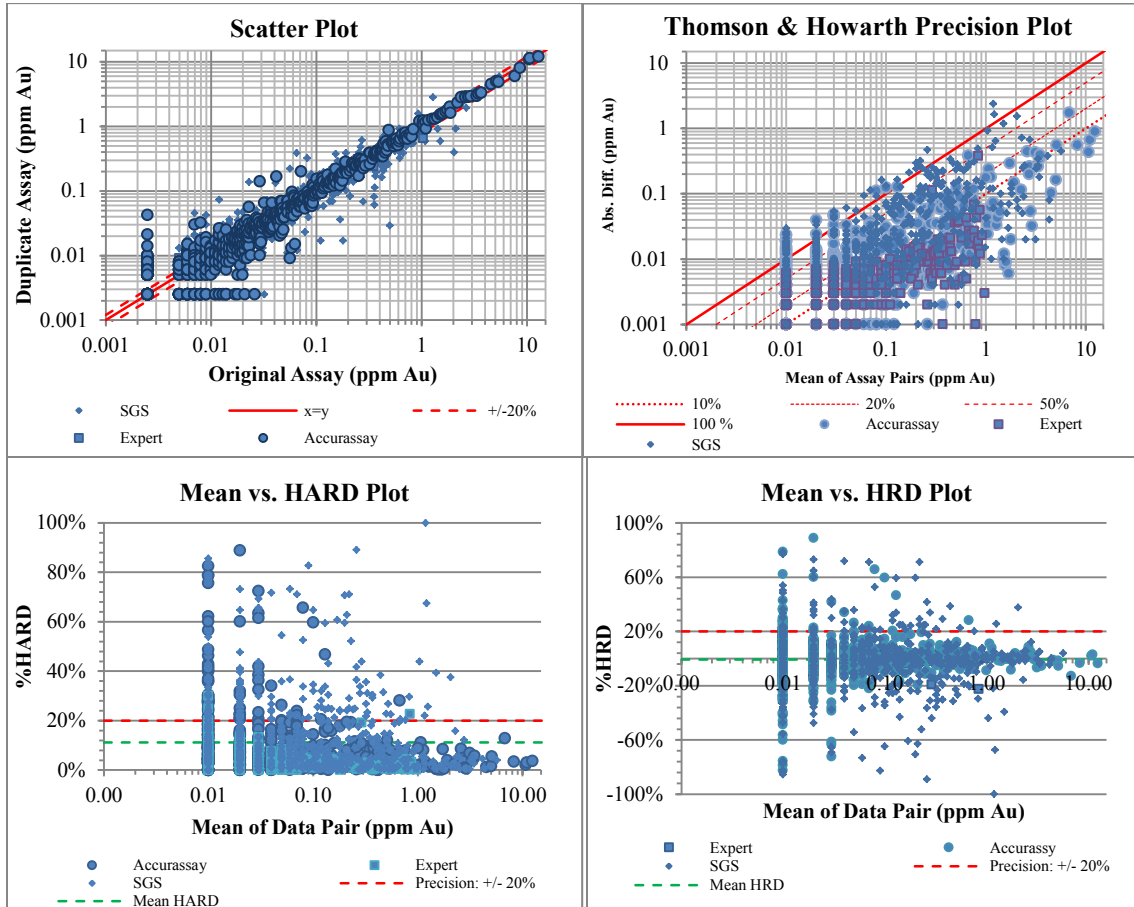 Scatter Plot
Duplicate Assay (ppm Au)
10
1
0.1
0.01
0.001
0.001 0.01 0.1 1 10
Original Assay (ppm Au)
SGS x=y +/-20%
Expert Accurassay
Thomson & Howarth Precision Plot
Abs. Diff. (ppm Au)
10
1
0.1
0.01
0.001
0.001 0.01 0.1 1 10
Mean of Assay Pairs (ppm Au)
10% 20% 50%
100 % Accurassay Expert
SGS
Mean vs. HARD Plot
%HARD
100%
80%
60%
40%
20%
0%
0.00 0.01 0.10 1.00 10.00
Mean of Data Pair (ppm Au)
Accurassay Expert
SGS Precision: +/- 20%
Mean HARD
Mean vs. HRD Plot
%HRD
100%
60%
20%
-20%
-60%
-100%
0.00 0.01 0.10 1.00 10.00
Mean of Data Pair (ppm Au)
Expert Accurassy
SGS Precision: +/- 20%
Mean HRD